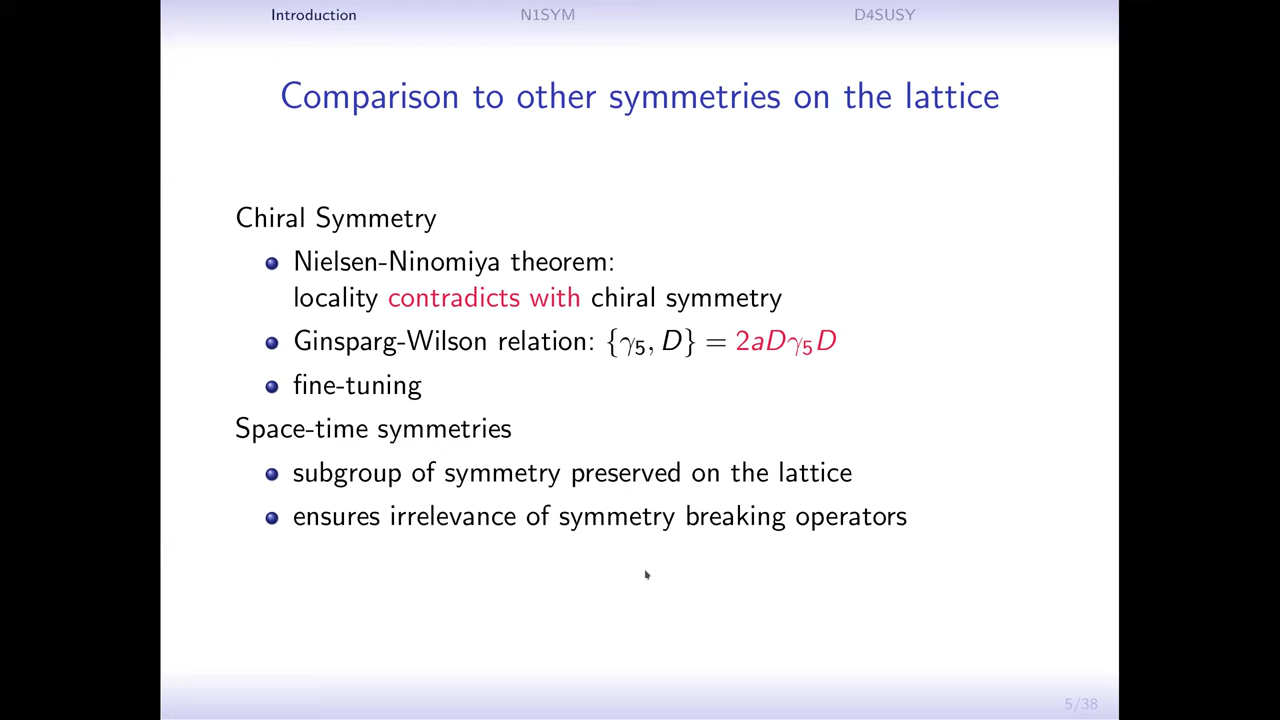 Introduction N1SYM D4SUSY
Comparison to other symmetries on the lattice
Chiral Symmetry
Nielsen-Ninomiya theorem:
locality contradicts with chiral symmetry
Ginsparg-Wilson relation: {γ₅, D} = 2aDγ₅D
fine-tuning
Space-time symmetries
subgroup of symmetry preserved on the lattice
ensures irrelevance of symmetry breaking operators
5/38